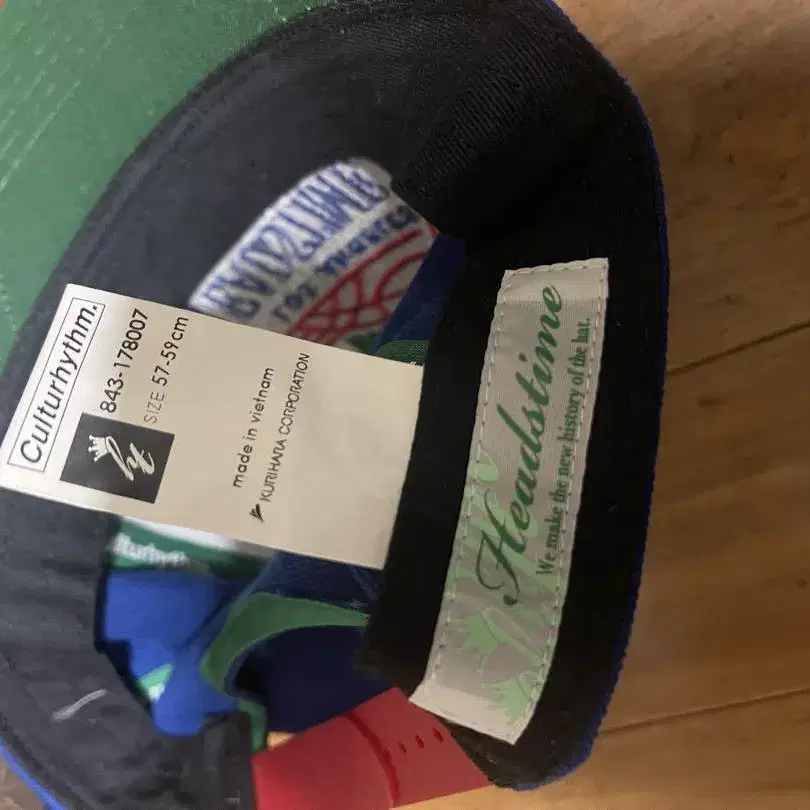 Culturhythm.
843-178007
SIZE 57-59cm
hy
made in vietnam
KURIHARA CORPORATION
Headstime
We make the new history of the hat.